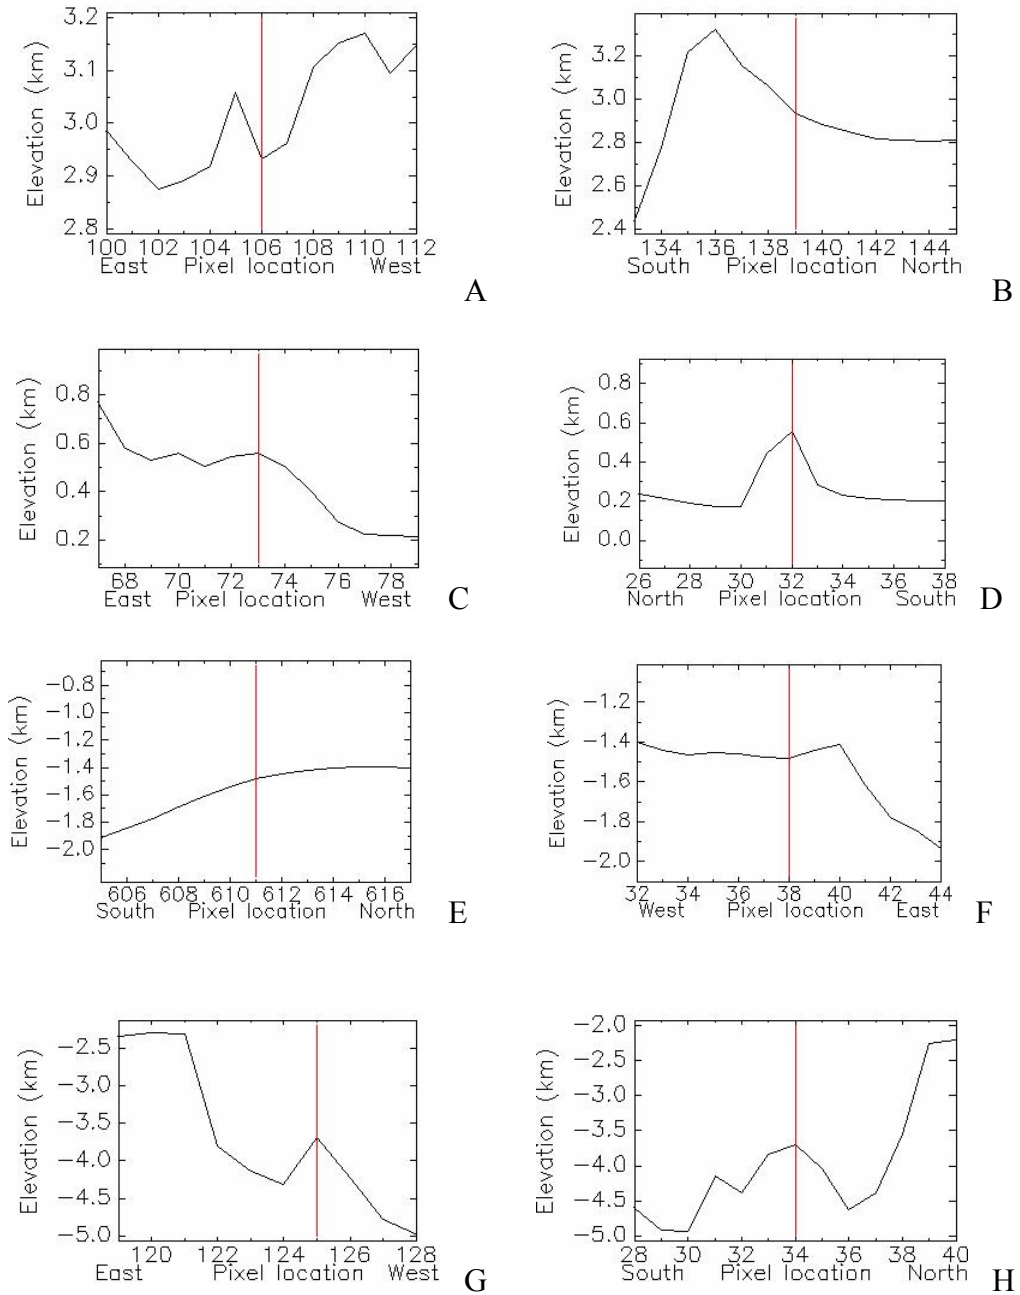 3.2
3.1
3.0
2.9
2.8
Elevation (km)
100 102 104 106 108 110 112
East Pixel location West
A
3.2
3.0
2.8
2.6
2.4
Elevation (km)
134 136 138 140 142 144
South Pixel location North
B
0.8
0.6
0.4
0.2
Elevation (km)
68 70 72 74 76 78
East Pixel location West
C
0.8
0.6
0.4
0.2
0.0
Elevation (km)
26 28 30 32 34 36 38
North Pixel location South
D
−0.8
−1.0
−1.2
−1.4
−1.6
−1.8
−2.0
Elevation (km)
606 608 610 612 614 616
South Pixel location North
E
−1.2
−1.4
−1.6
−1.8
−2.0
Elevation (km)
32 34 36 38 40 42 44
West Pixel location East
F
−2.5
−3.0
−3.5
−4.0
−4.5
−5.0
Elevation (km)
120 122 124 126 128
East Pixel location West
G
−2.0
−2.5
−3.0
−3.5
−4.0
−4.5
−5.0
Elevation (km)
28 30 32 34 36 38 40
South Pixel location North
H